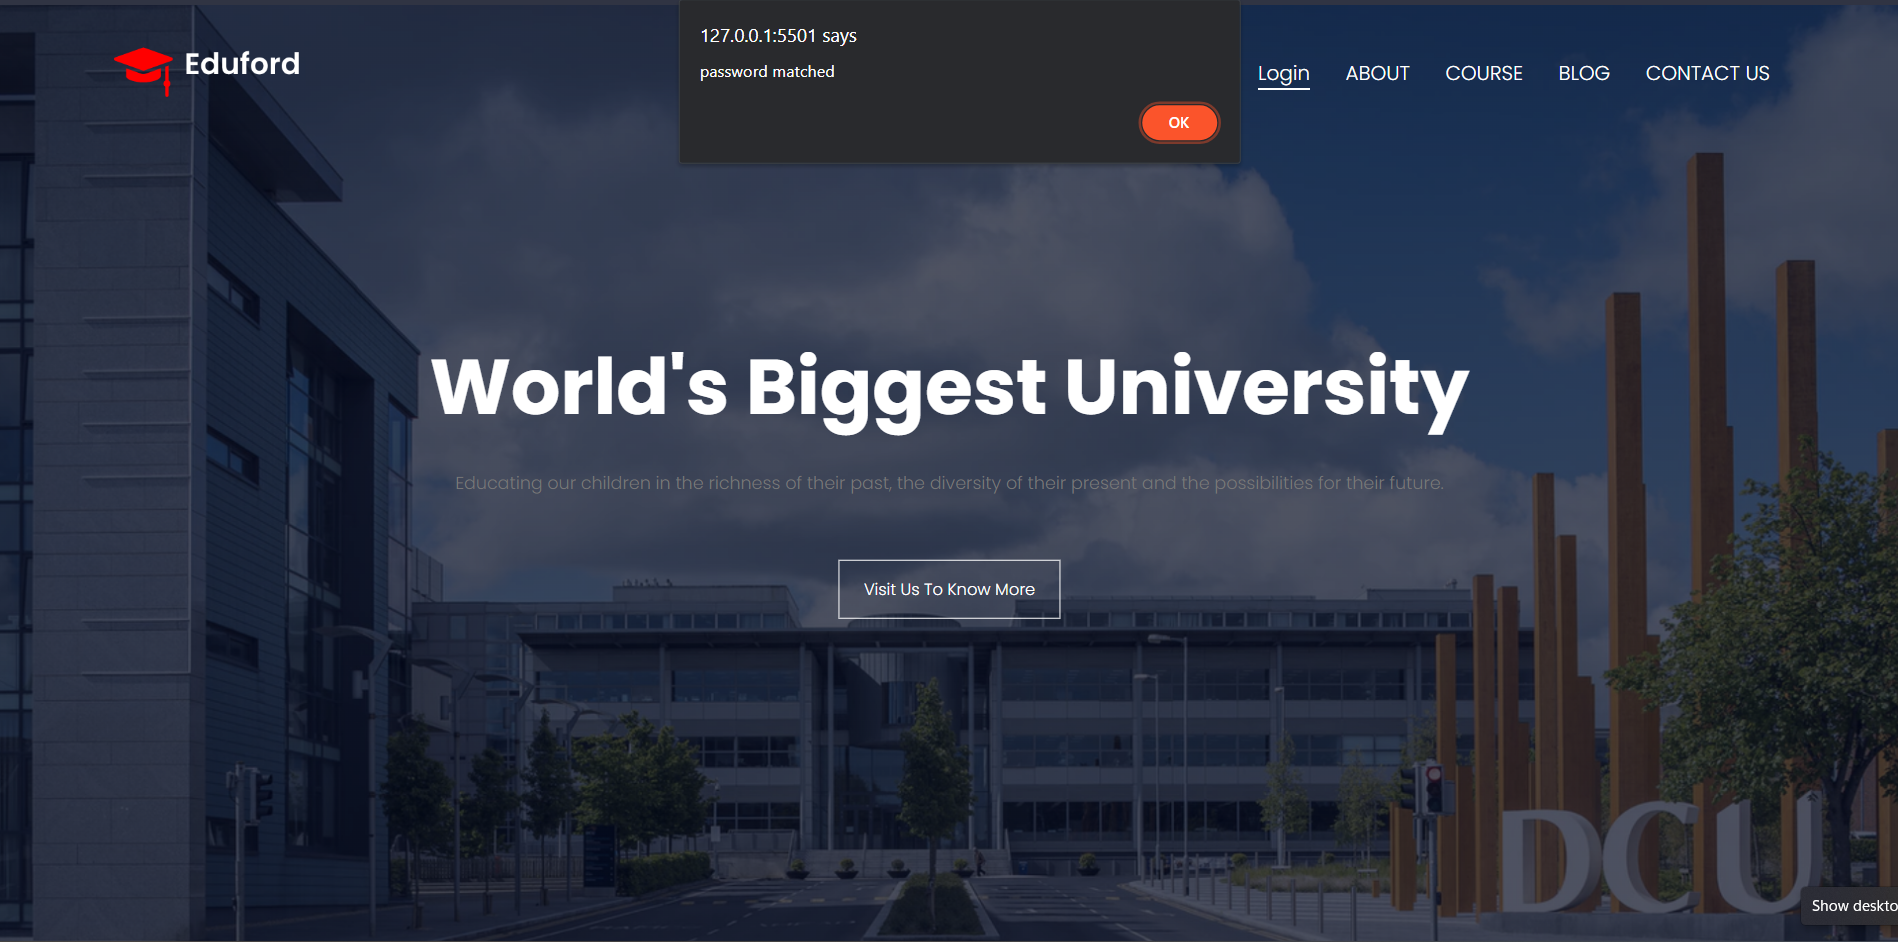 127.0.0.1:5501 says
password matched
OK
Eduford
Login ABOUT COURSE BLOG CONTACT US
World's Biggest University
Educating our children in the richness of their past, the diversity of their present and the possibilities for their future.
Visit Us To Know More
DCU
Show deskto